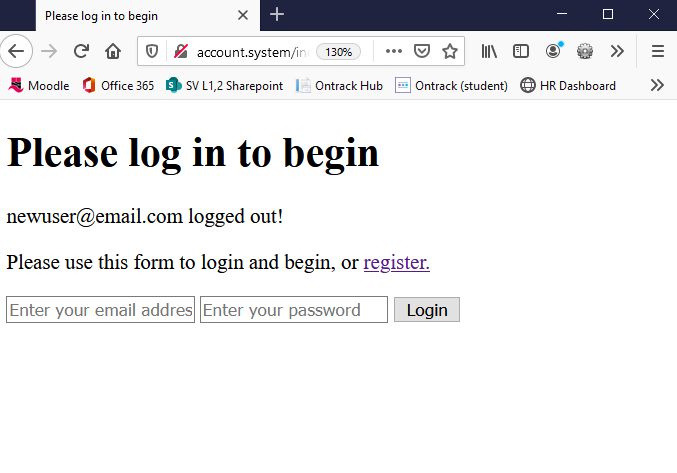 Please log in to begin
account.system/in
130%
Moodle Office 365 SV L1,2 Sharepoint Ontrack Hub Ontrack (student) HR Dashboard
Please log in to begin
newuser@email.com logged out!
Please use this form to login and begin, or register.
Enter your email addres Enter your password Login